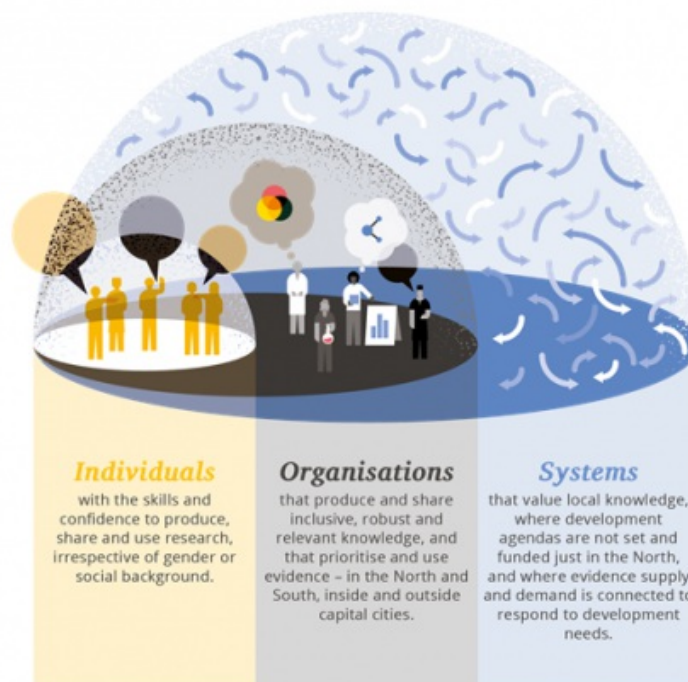 Individuals
with the skills and
confidence to produce,
share and use research,
irrespective of gender or
social background.
Organisations
that produce and share
inclusive, robust and
relevant knowledge, and
that prioritise and use
evidence – in the North and
South, inside and outside
capital cities.
Systems
that value local knowledge,
where development
agendas are not set and
funded just in the North,
and where evidence supply
and demand is connected to
respond to development
needs.